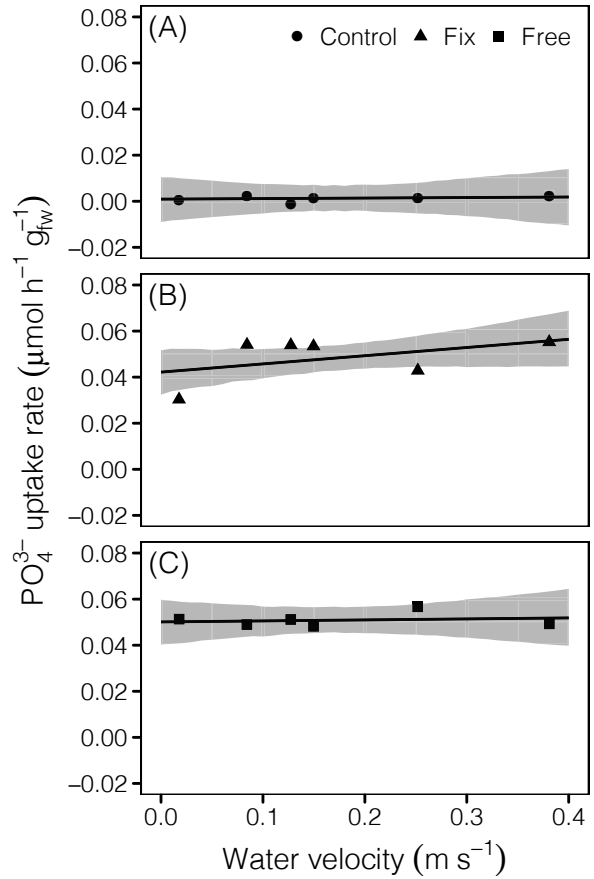 (A)
● Control ▲ Fix ■ Free
0.08
0.06
0.04
0.02
0.00
−0.02
(B)
0.08
0.06
0.04
0.02
0.00
−0.02
(C)
0.08
0.06
0.04
0.02
0.00
−0.02
PO₄³⁻ uptake rate (μmol h⁻¹ g_fw⁻¹)
0.0 0.1 0.2 0.3 0.4
Water velocity (m s⁻¹)